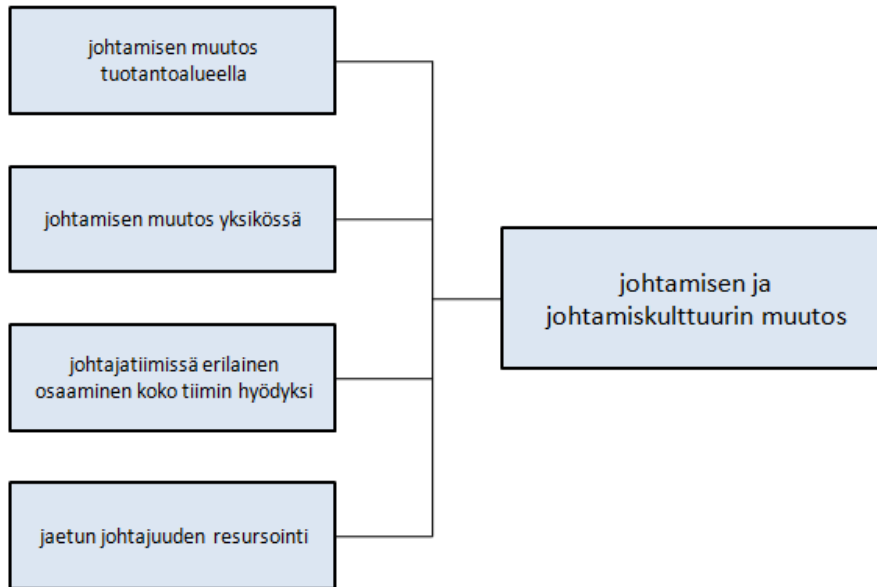 johtamisen muutos
tuotantoalueella
johtamisen muutos yksikössä
johtamisen ja
johtamiskulttuurin muutos
johtajatiimissä erilainen
osaaminen koko tiimin hyödyksi
jaetun johtajuuden resursointi